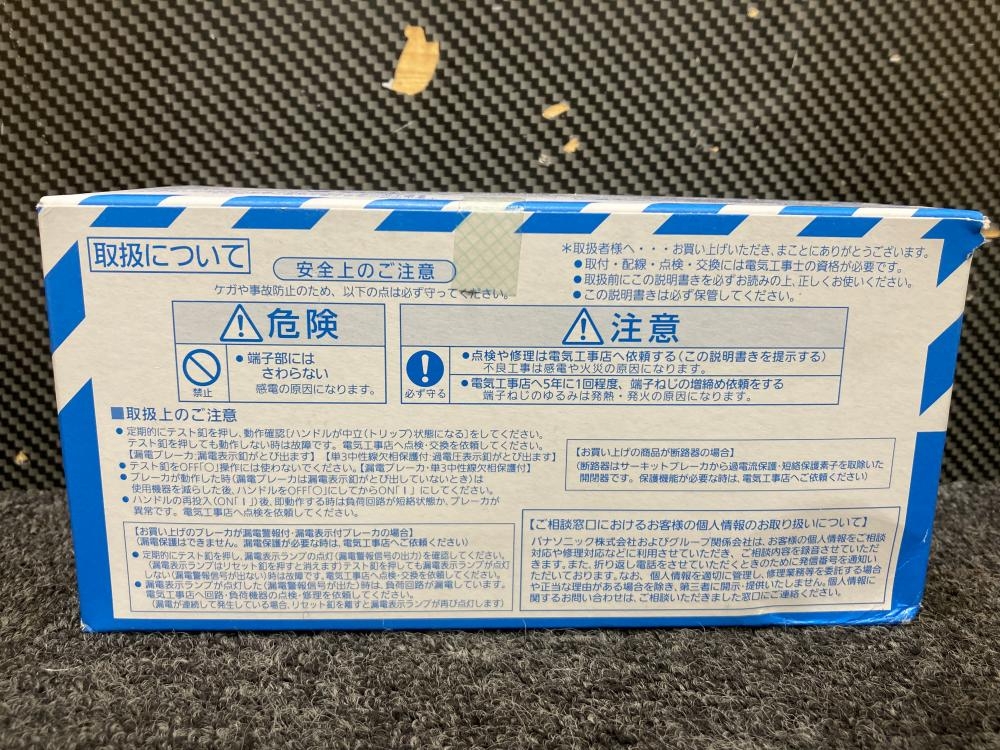 取扱について
安全上のご注意
ケガや事故防止のため、以下の点は必ず守ってください。
＊取扱者様へ・・・お買い上げいただき、まことにありがとうございます。
●取付・配線・点検・交換には電気工事士の資格が必要です。
●取扱前にこの説明書きを必ずお読みの上、正しくお使いください。
●この説明書きは必ず保管してください。
危険
禁止
●端子部には
さわらない
感電の原因になります。
注意
必ず守る
●点検や修理は電気工事店へ依頼する（この説明書きを提示する）
不良工事は感電や火災の原因になります。
●電気工事店へ5年に1回程度、端子ねじの増締め依頼をする
端子ねじのゆるみは発熱・発火の原因になります。
■取扱上のご注意
●定期的にテスト釦を押し、動作確認〔ハンドルが中立（トリップ）状態になる〕をしてください。
テスト釦を押しても動作しない時は故障です。電気工事店へ点検・交換を依頼してください。
【漏電ブレーカ：漏電表示釦がとび出ます】【単3中性線欠相保護付：過電圧表示釦がとび出ます】
●テスト釦をOFF〔○〕操作には使わないでください。【漏電ブレーカ・単3中性線欠相保護付】
●ブレーカが動作した時（漏電ブレーカは漏電表示釦がとび出していないとき）は
使用機器を減らした後、ハンドルをOFF〔○〕にしてからON〔｜〕にしてください。
●ハンドルの再投入（ON〔｜〕）後、即動作する時は負荷回路が短絡状態か、ブレーカが
異常です。電気工事店へ点検を依頼してください。
【お買い上げの商品が断路器の場合】
（断路器はサーキットブレーカから過電流保護・短絡保護素子を取除いた
開閉器です。保護機能が必要な時は、電気工事店へご依頼ください）
【お買い上げのブレーカが漏電警報付・漏電表示付ブレーカの場合】
（漏電保護はできません。漏電保護が必要な時は、電気工事店へご依頼ください）
●定期的にテスト釦を押し、漏電表示ランプの点灯（漏電警報信号の出力）を確認してください。
（漏電表示ランプはリセット釦を押すと消えます）テスト釦を押しても漏電表示ランプが点灯
しない（漏電警報信号が出ない）時は故障です。電気工事店へ点検・交換を依頼してください。
●漏電表示ランプが点灯した（漏電警報信号が出た）時は、負荷回路が漏電しています。
電気工事店へ回路・負荷機器の点検・修理を依頼してください。
（漏電が連続して発生している場合、リセット釦を離すと漏電表示ランプが再び点灯します）
【ご相談窓口におけるお客様の個人情報のお取り扱いについて】
パナソニック株式会社およびグループ関係会社は、お客様の個人情報をご相談
対応や修理対応などに利用させていただき、ご相談内容を録音させていただ
きます。また、折り返し電話をさせていただくときのために発信番号を通知い
ただいております。なお、個人情報を適切に管理し、修理業務等を委託する場合
や正当な理由がある場合を除き、第三者に開示・提供いたしません。個人情報に
関するお問い合わせは、ご相談いただきました窓口にご連絡ください。